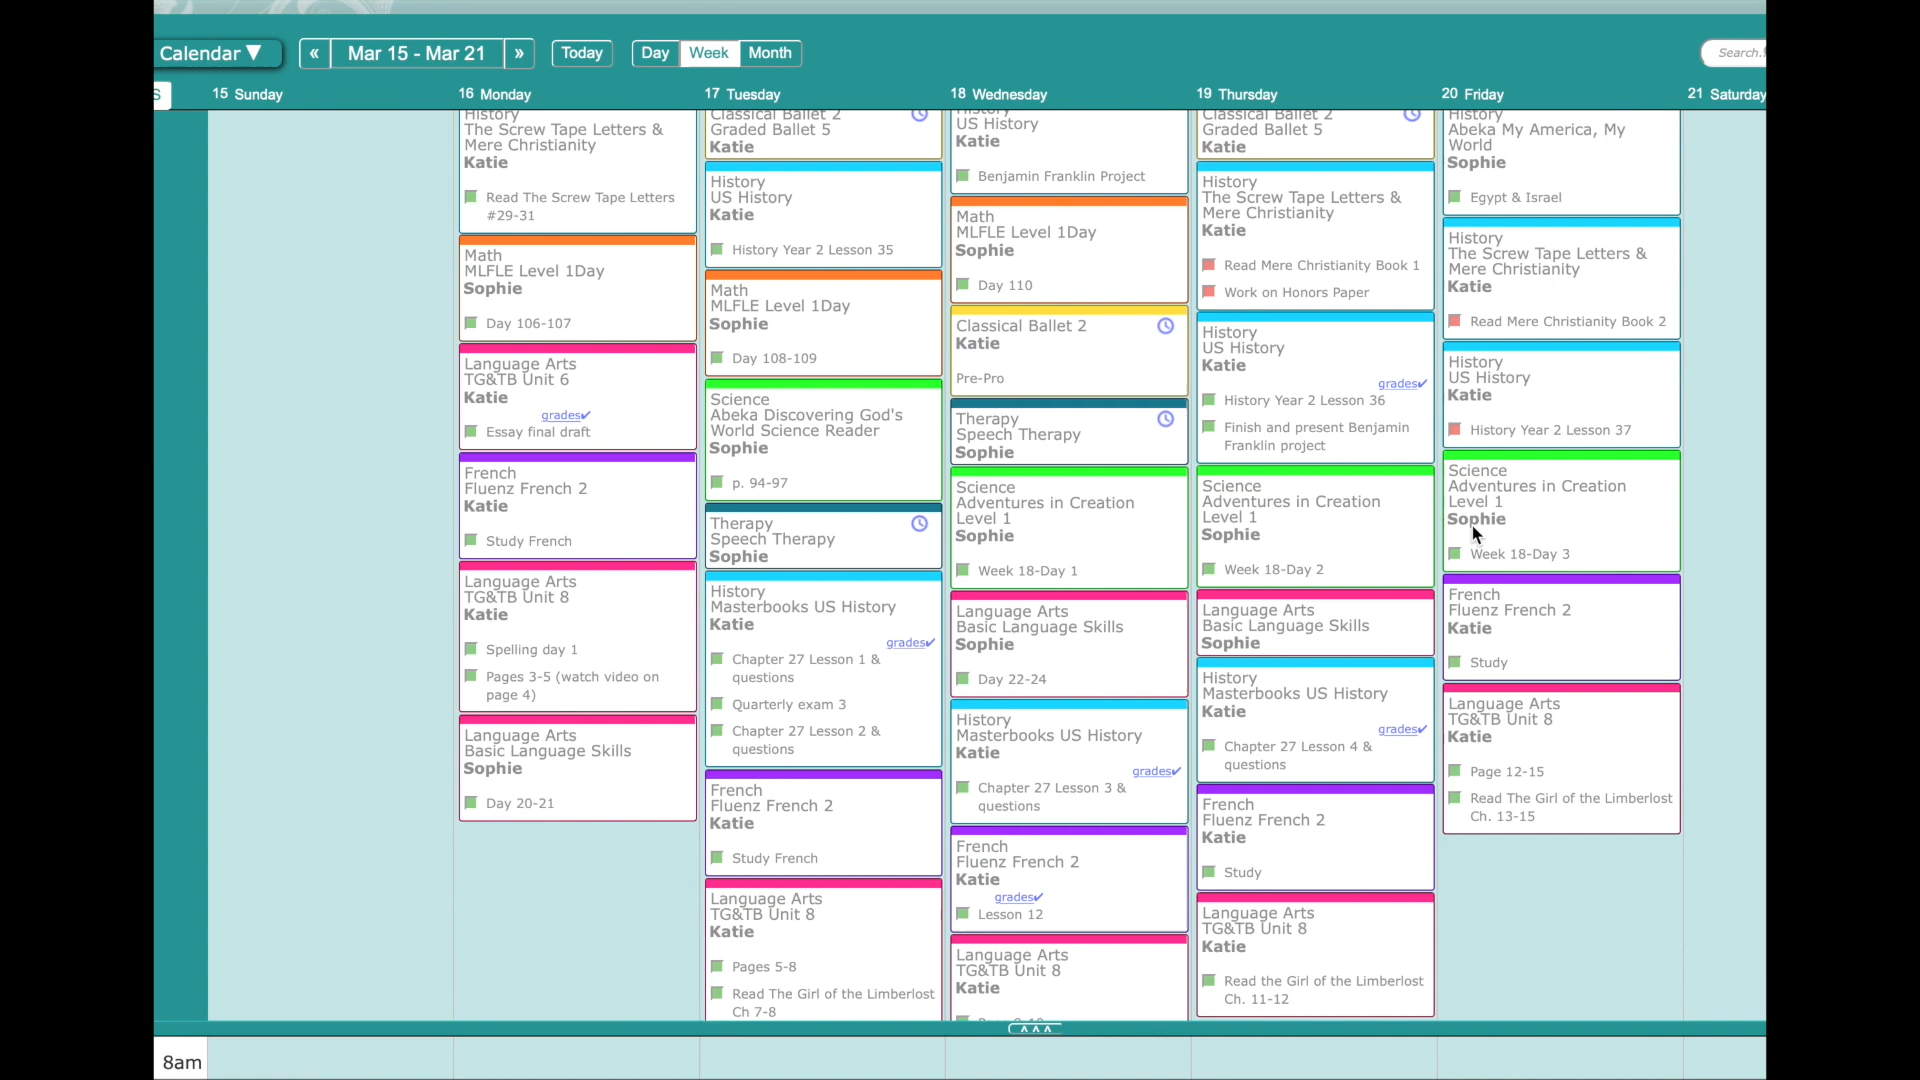 Calendar ▼
«
Mar 15 - Mar 21
»
Today
Day
Week
Month
Search...
S
15 Sunday
16 Monday
17 Tuesday
18 Wednesday
19 Thursday
20 Friday
21 Saturday
History
The Screw Tape Letters &
Mere Christianity
Katie
Read The Screw Tape Letters
#29-31
Math
MLFLE Level 1Day
Sophie
Day 106-107
Language Arts
TG&TB Unit 6
Katie
grades✔
Essay final draft
French
Fluenz French 2
Katie
Study French
Language Arts
TG&TB Unit 8
Katie
Spelling day 1
Pages 3-5 (watch video on
page 4)
Language Arts
Basic Language Skills
Sophie
Day 20-21
Classical Ballet 2
Graded Ballet 5
Katie
History
US History
Katie
History Year 2 Lesson 35
Math
MLFLE Level 1Day
Sophie
Day 108-109
Science
Abeka Discovering God's
World Science Reader
Sophie
p. 94-97
Therapy
Speech Therapy
Sophie
History
Masterbooks US History
Katie
grades✔
Chapter 27 Lesson 1 &
questions
Quarterly exam 3
Chapter 27 Lesson 2 &
questions
French
Fluenz French 2
Katie
Study French
Language Arts
TG&TB Unit 8
Katie
Pages 5-8
Read The Girl of the Limberlost
Ch 7-8
History
US History
Katie
Benjamin Franklin Project
Math
MLFLE Level 1Day
Sophie
Day 110
Classical Ballet 2
Katie
Pre-Pro
Therapy
Speech Therapy
Sophie
Science
Adventures in Creation
Level 1
Sophie
Week 18-Day 1
Language Arts
Basic Language Skills
Sophie
Day 22-24
History
Masterbooks US History
Katie
grades✔
Chapter 27 Lesson 3 &
questions
French
Fluenz French 2
Katie
grades✔
Lesson 12
Language Arts
TG&TB Unit 8
Katie
Classical Ballet 2
Graded Ballet 5
Katie
History
The Screw Tape Letters &
Mere Christianity
Katie
Read Mere Christianity Book 1
Work on Honors Paper
History
US History
Katie
grades✔
History Year 2 Lesson 36
Finish and present Benjamin
Franklin project
Science
Adventures in Creation
Level 1
Sophie
Week 18-Day 2
Language Arts
Basic Language Skills
Sophie
History
Masterbooks US History
Katie
grades✔
Chapter 27 Lesson 4 &
questions
French
Fluenz French 2
Katie
Study
Language Arts
TG&TB Unit 8
Katie
Read the Girl of the Limberlost
Ch. 11-12
History
Abeka My America, My
World
Sophie
Egypt & Israel
History
The Screw Tape Letters &
Mere Christianity
Katie
Read Mere Christianity Book 2
History
US History
Katie
History Year 2 Lesson 37
Science
Adventures in Creation
Level 1
Sophie
Week 18-Day 3
French
Fluenz French 2
Katie
Study
Language Arts
TG&TB Unit 8
Katie
Page 12-15
Read The Girl of the Limberlost
Ch. 13-15
8am